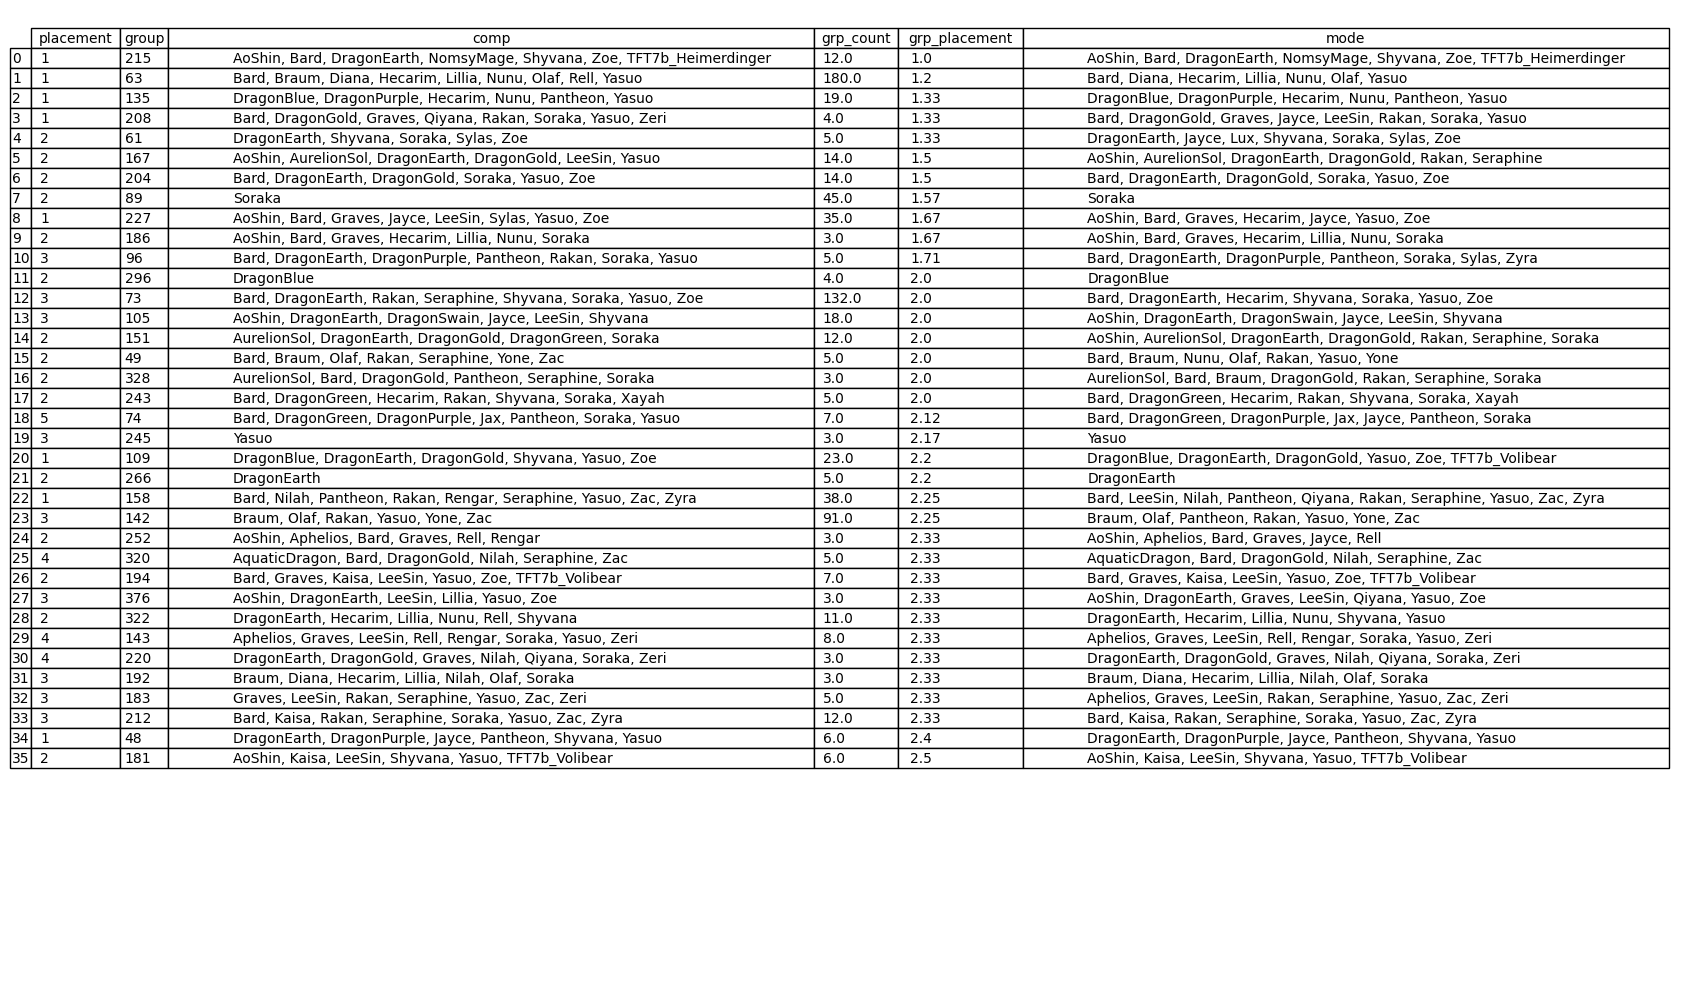 placement group comp grp_count grp_placement mode
0 1 215 AoShin, Bard, DragonEarth, NomsyMage, Shyvana, Zoe, TFT7b_Heimerdinger 12.0 1.0 AoShin, Bard, DragonEarth, NomsyMage, Shyvana, Zoe, TFT7b_Heimerdinger
1 1 63 Bard, Braum, Diana, Hecarim, Lillia, Nunu, Olaf, Rell, Yasuo 180.0 1.2 Bard, Diana, Hecarim, Lillia, Nunu, Olaf, Yasuo
2 1 135 DragonBlue, DragonPurple, Hecarim, Nunu, Pantheon, Yasuo 19.0 1.33 DragonBlue, DragonPurple, Hecarim, Nunu, Pantheon, Yasuo
3 1 208 Bard, DragonGold, Graves, Qiyana, Rakan, Soraka, Yasuo, Zeri 4.0 1.33 Bard, DragonGold, Graves, Jayce, LeeSin, Rakan, Soraka, Yasuo
4 2 61 DragonEarth, Shyvana, Soraka, Sylas, Zoe 5.0 1.33 DragonEarth, Jayce, Lux, Shyvana, Soraka, Sylas, Zoe
5 2 167 AoShin, AurelionSol, DragonEarth, DragonGold, LeeSin, Yasuo 14.0 1.5 AoShin, AurelionSol, DragonEarth, DragonGold, Rakan, Seraphine
6 2 204 Bard, DragonEarth, DragonGold, Soraka, Yasuo, Zoe 14.0 1.5 Bard, DragonEarth, DragonGold, Soraka, Yasuo, Zoe
7 2 89 Soraka 45.0 1.57 Soraka
8 1 227 AoShin, Bard, Graves, Jayce, LeeSin, Sylas, Yasuo, Zoe 35.0 1.67 AoShin, Bard, Graves, Hecarim, Jayce, Yasuo, Zoe
9 2 186 AoShin, Bard, Graves, Hecarim, Lillia, Nunu, Soraka 3.0 1.67 AoShin, Bard, Graves, Hecarim, Lillia, Nunu, Soraka
10 3 96 Bard, DragonEarth, DragonPurple, Pantheon, Rakan, Soraka, Yasuo 5.0 1.71 Bard, DragonEarth, DragonPurple, Pantheon, Soraka, Sylas, Zyra
11 2 296 DragonBlue 4.0 2.0 DragonBlue
12 3 73 Bard, DragonEarth, Rakan, Seraphine, Shyvana, Soraka, Yasuo, Zoe 132.0 2.0 Bard, DragonEarth, Hecarim, Shyvana, Soraka, Yasuo, Zoe
13 3 105 AoShin, DragonEarth, DragonSwain, Jayce, LeeSin, Shyvana 18.0 2.0 AoShin, DragonEarth, DragonSwain, Jayce, LeeSin, Shyvana
14 2 151 AurelionSol, DragonEarth, DragonGold, DragonGreen, Soraka 12.0 2.0 AoShin, AurelionSol, DragonEarth, DragonGold, Rakan, Seraphine, Soraka
15 2 49 Bard, Braum, Olaf, Rakan, Seraphine, Yone, Zac 5.0 2.0 Bard, Braum, Nunu, Olaf, Rakan, Yasuo, Yone
16 2 328 AurelionSol, Bard, DragonGold, Pantheon, Seraphine, Soraka 3.0 2.0 AurelionSol, Bard, Braum, DragonGold, Rakan, Seraphine, Soraka
17 2 243 Bard, DragonGreen, Hecarim, Rakan, Shyvana, Soraka, Xayah 5.0 2.0 Bard, DragonGreen, Hecarim, Rakan, Shyvana, Soraka, Xayah
18 5 74 Bard, DragonGreen, DragonPurple, Jax, Pantheon, Soraka, Yasuo 7.0 2.12 Bard, DragonGreen, DragonPurple, Jax, Jayce, Pantheon, Soraka
19 3 245 Yasuo 3.0 2.17 Yasuo
20 1 109 DragonBlue, DragonEarth, DragonGold, Shyvana, Yasuo, Zoe 23.0 2.2 DragonBlue, DragonEarth, DragonGold, Yasuo, Zoe, TFT7b_Volibear
21 2 266 DragonEarth 5.0 2.2 DragonEarth
22 1 158 Bard, Nilah, Pantheon, Rakan, Rengar, Seraphine, Yasuo, Zac, Zyra 38.0 2.25 Bard, LeeSin, Nilah, Pantheon, Qiyana, Rakan, Seraphine, Yasuo, Zac, Zyra
23 3 142 Braum, Olaf, Rakan, Yasuo, Yone, Zac 91.0 2.25 Braum, Olaf, Pantheon, Rakan, Yasuo, Yone, Zac
24 2 252 AoShin, Aphelios, Bard, Graves, Rell, Rengar 3.0 2.33 AoShin, Aphelios, Bard, Graves, Jayce, Rell
25 4 320 AquaticDragon, Bard, DragonGold, Nilah, Seraphine, Zac 5.0 2.33 AquaticDragon, Bard, DragonGold, Nilah, Seraphine, Zac
26 2 194 Bard, Graves, Kaisa, LeeSin, Yasuo, Zoe, TFT7b_Volibear 7.0 2.33 Bard, Graves, Kaisa, LeeSin, Yasuo, Zoe, TFT7b_Volibear
27 3 376 AoShin, DragonEarth, LeeSin, Lillia, Yasuo, Zoe 3.0 2.33 AoShin, DragonEarth, Graves, LeeSin, Qiyana, Yasuo, Zoe
28 2 322 DragonEarth, Hecarim, Lillia, Nunu, Rell, Shyvana 11.0 2.33 DragonEarth, Hecarim, Lillia, Nunu, Shyvana, Yasuo
29 4 143 Aphelios, Graves, LeeSin, Rell, Rengar, Soraka, Yasuo, Zeri 8.0 2.33 Aphelios, Graves, LeeSin, Rell, Rengar, Soraka, Yasuo, Zeri
30 4 220 DragonEarth, DragonGold, Graves, Nilah, Qiyana, Soraka, Zeri 3.0 2.33 DragonEarth, DragonGold, Graves, Nilah, Qiyana, Soraka, Zeri
31 3 192 Braum, Diana, Hecarim, Lillia, Nilah, Olaf, Soraka 3.0 2.33 Braum, Diana, Hecarim, Lillia, Nilah, Olaf, Soraka
32 3 183 Graves, LeeSin, Rakan, Seraphine, Yasuo, Zac, Zeri 5.0 2.33 Aphelios, Graves, LeeSin, Rakan, Seraphine, Yasuo, Zac, Zeri
33 3 212 Bard, Kaisa, Rakan, Seraphine, Soraka, Yasuo, Zac, Zyra 12.0 2.33 Bard, Kaisa, Rakan, Seraphine, Soraka, Yasuo, Zac, Zyra
34 1 48 DragonEarth, DragonPurple, Jayce, Pantheon, Shyvana, Yasuo 6.0 2.4 DragonEarth, DragonPurple, Jayce, Pantheon, Shyvana, Yasuo
35 2 181 AoShin, Kaisa, LeeSin, Shyvana, Yasuo, TFT7b_Volibear 6.0 2.5 AoShin, Kaisa, LeeSin, Shyvana, Yasuo, TFT7b_Volibear